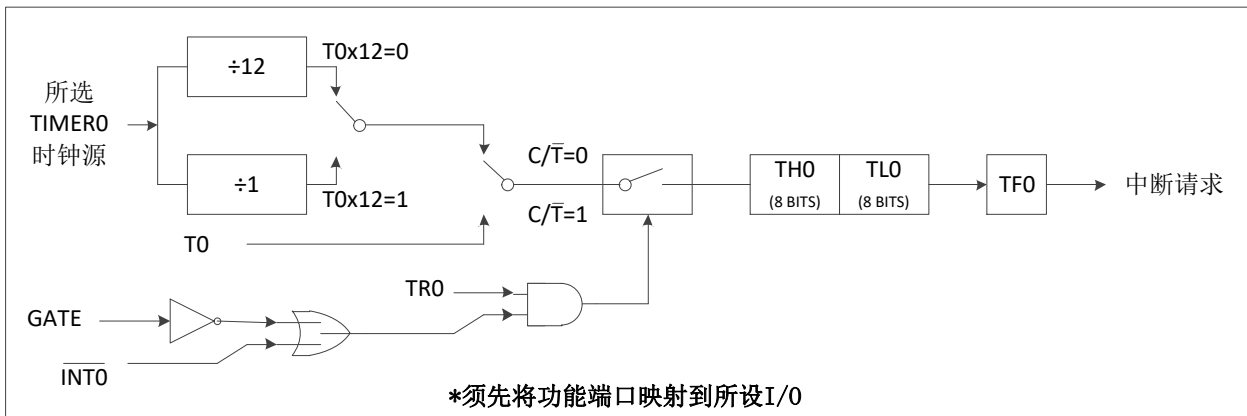 ÷12
T0x12=0
所选
TIMER0
时钟源
÷1
T0x12=1
C/T̅=0
C/T̅=1
TH0
(8 BITS)
TL0
(8 BITS)
TF0
中断请求
T0
TR0
GATE
I̅N̅T̅0̅
*须先将功能端口映射到所设I/O